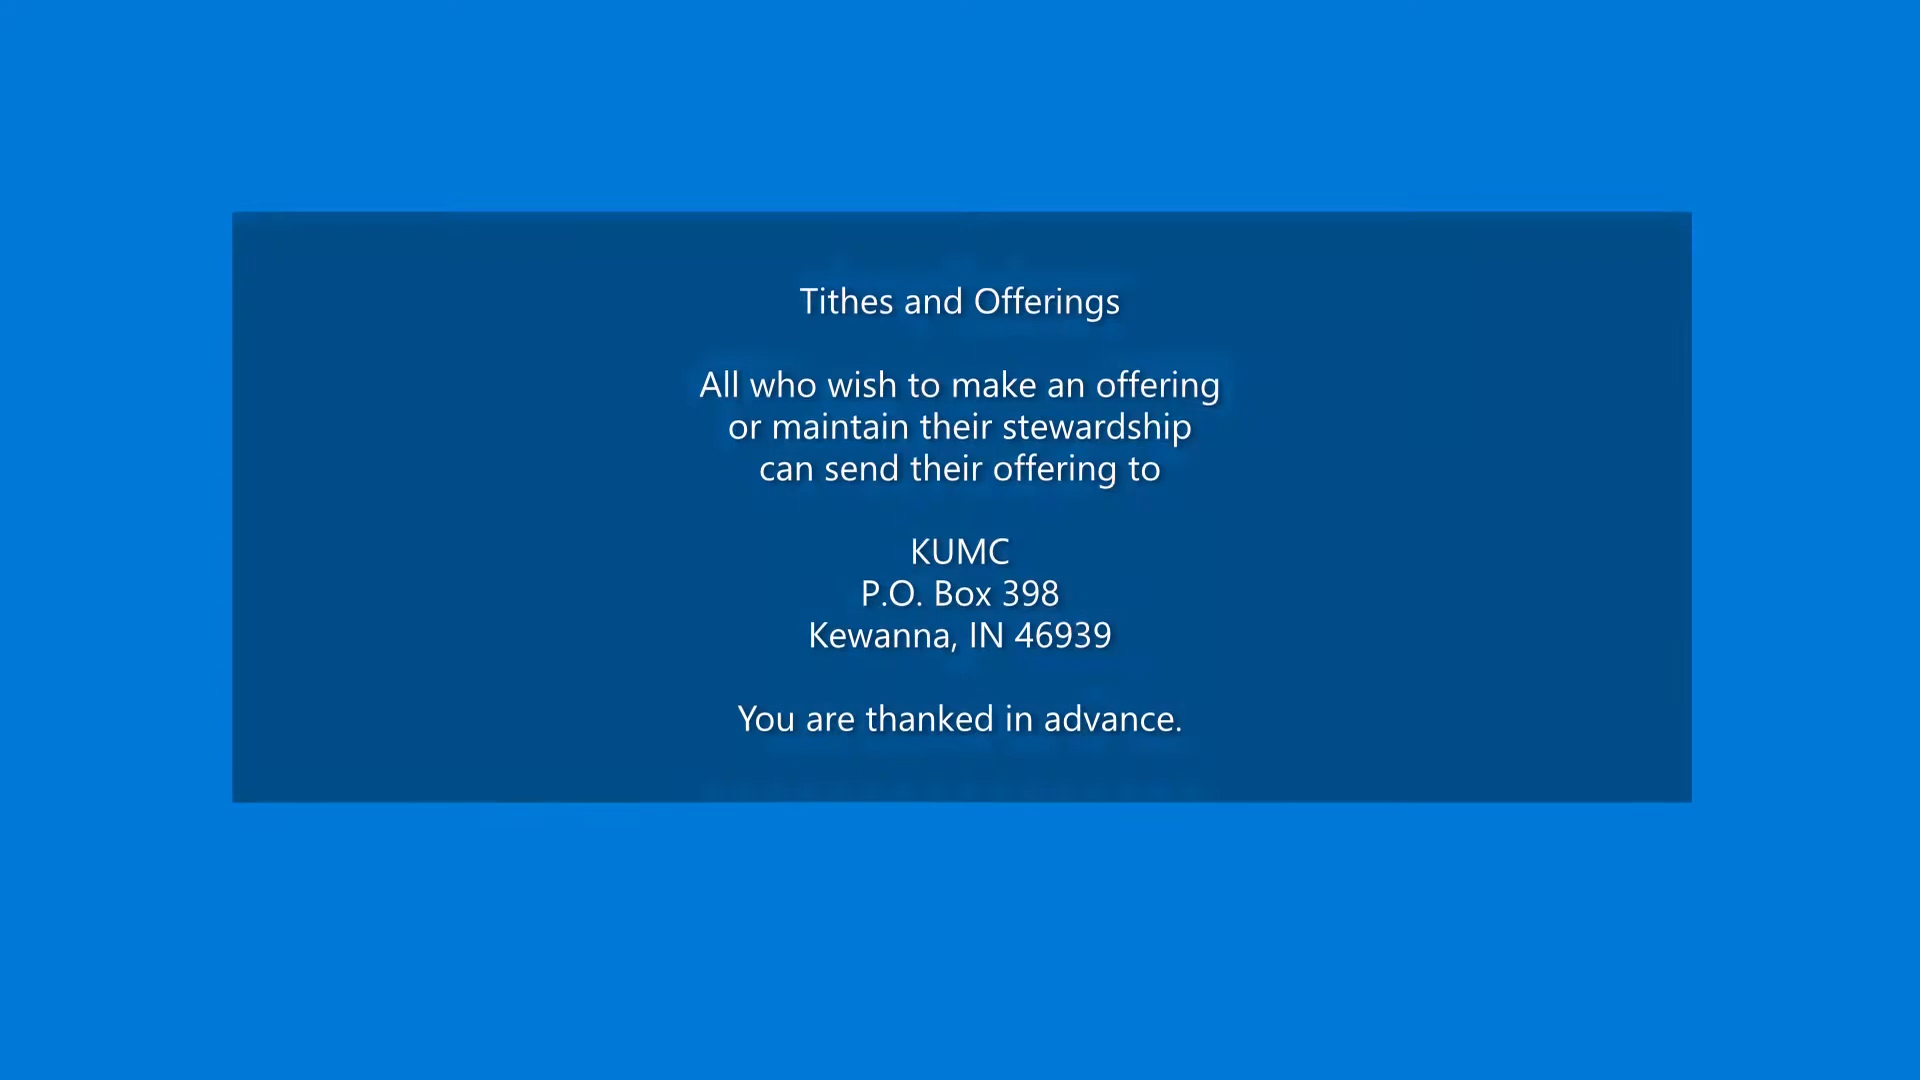 Tithes and Offerings
All who wish to make an offering
or maintain their stewardship
can send their offering to
KUMC
P.O. Box 398
Kewanna, IN 46939
You are thanked in advance.